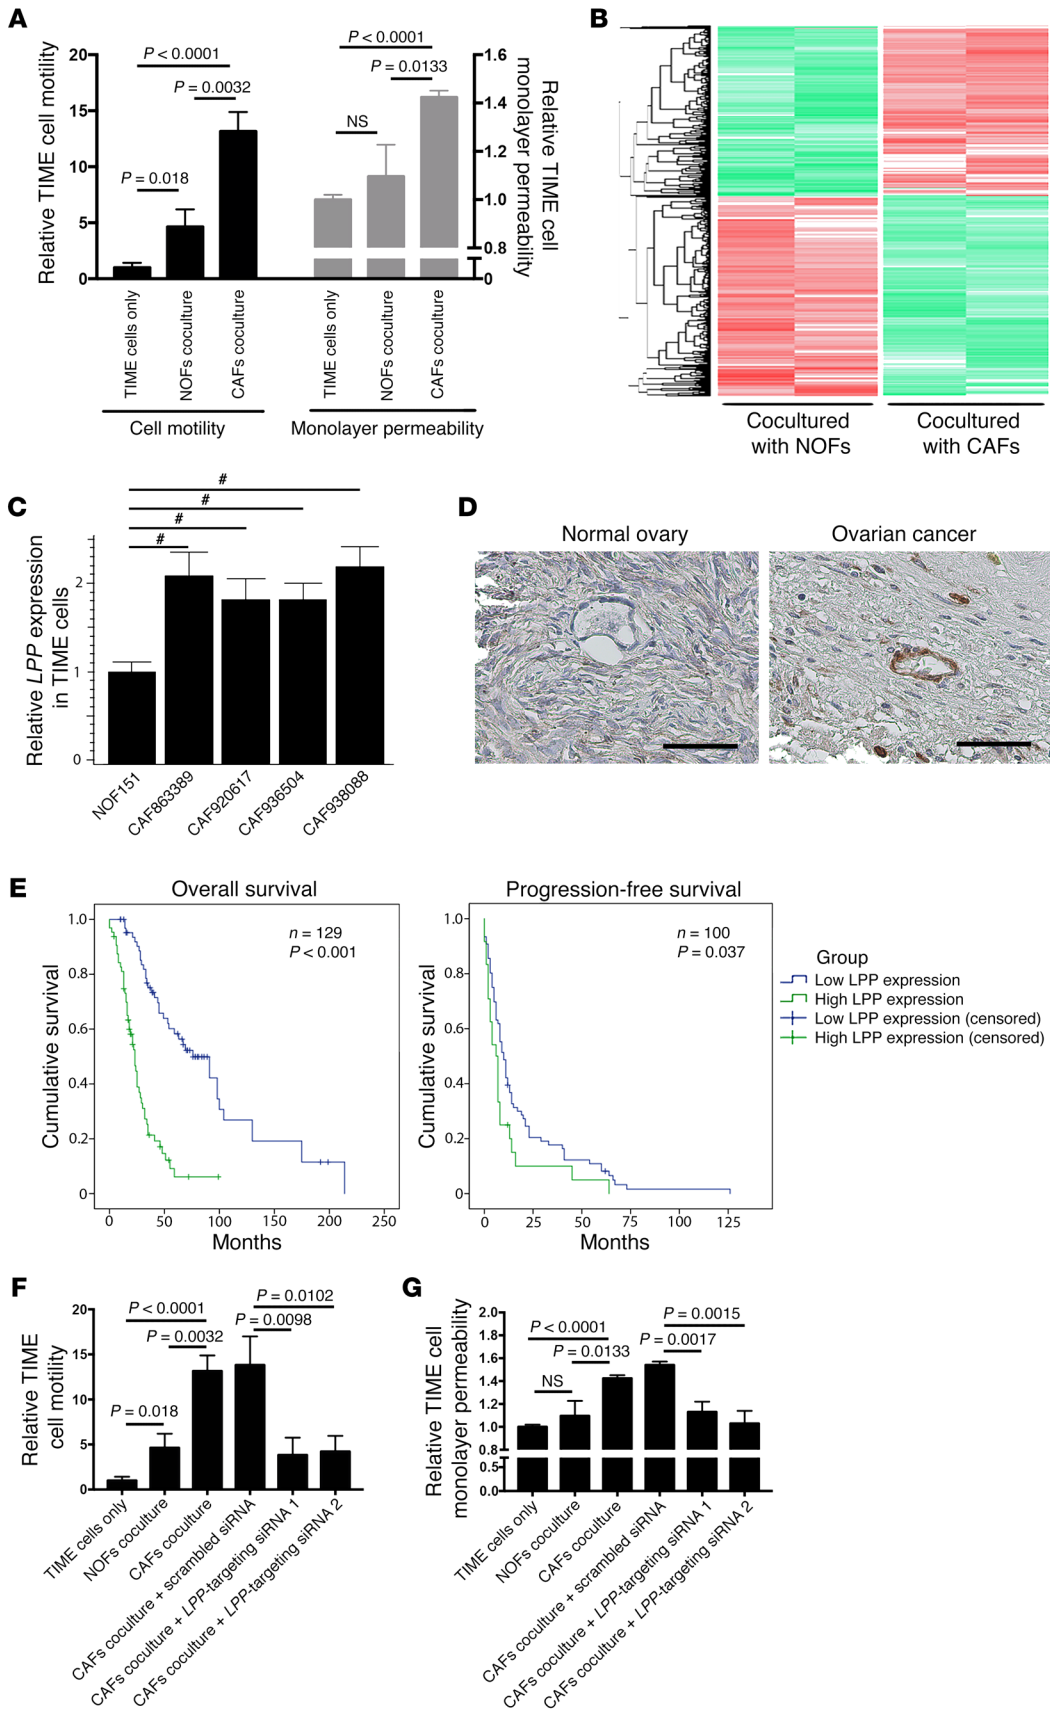 A
Relative TIME cell motility
20
15
10
5
0
P < 0.0001
P = 0.0032
P = 0.018
P < 0.0001
P = 0.0133
NS
1.6
1.4
1.2
1.0
0.8
0
Relative TIME cell
monolayer permeability
TIME cells only
NOFs coculture
CAFs coculture
TIME cells only
NOFs coculture
CAFs coculture
Cell motility
Monolayer permeability
B
Cocultured
with NOFs
Cocultured
with CAFs
C
Relative LPP expression
in TIME cells
2
1
0
#
#
#
#
NOF151
CAF863389
CAF920617
CAF936504
CAF938088
D
Normal ovary
Ovarian cancer
E
Overall survival
Cumulative survival
1.0
0.8
0.6
0.4
0.2
0
n = 129
P < 0.001
0 50 100 150 200 250
Months
Progression-free survival
Cumulative survival
1.0
0.8
0.6
0.4
0.2
0
n = 100
P = 0.037
0 25 50 75 100 125
Months
Group
Low LPP expression
High LPP expression
Low LPP expression (censored)
High LPP expression (censored)
F
Relative TIME
cell motility
20
15
10
5
0
P = 0.0102
P < 0.0001
P = 0.0098
P = 0.0032
P = 0.018
TIME cells only
NOFs coculture
CAFs coculture
CAFs coculture + scrambled siRNA
CAFs coculture + LPP-targeting siRNA 1
CAFs coculture + LPP-targeting siRNA 2
G
Relative TIME cell
monolayer permeability
2.0
1.8
1.6
1.4
1.2
1.0
0.8
0.5
0.0
P = 0.0015
P < 0.0001
P = 0.0017
P = 0.0133
NS
TIME cells only
NOFs coculture
CAFs coculture
CAFs coculture + scrambled siRNA
CAFs coculture + LPP-targeting siRNA 1
CAFs coculture + LPP-targeting siRNA 2